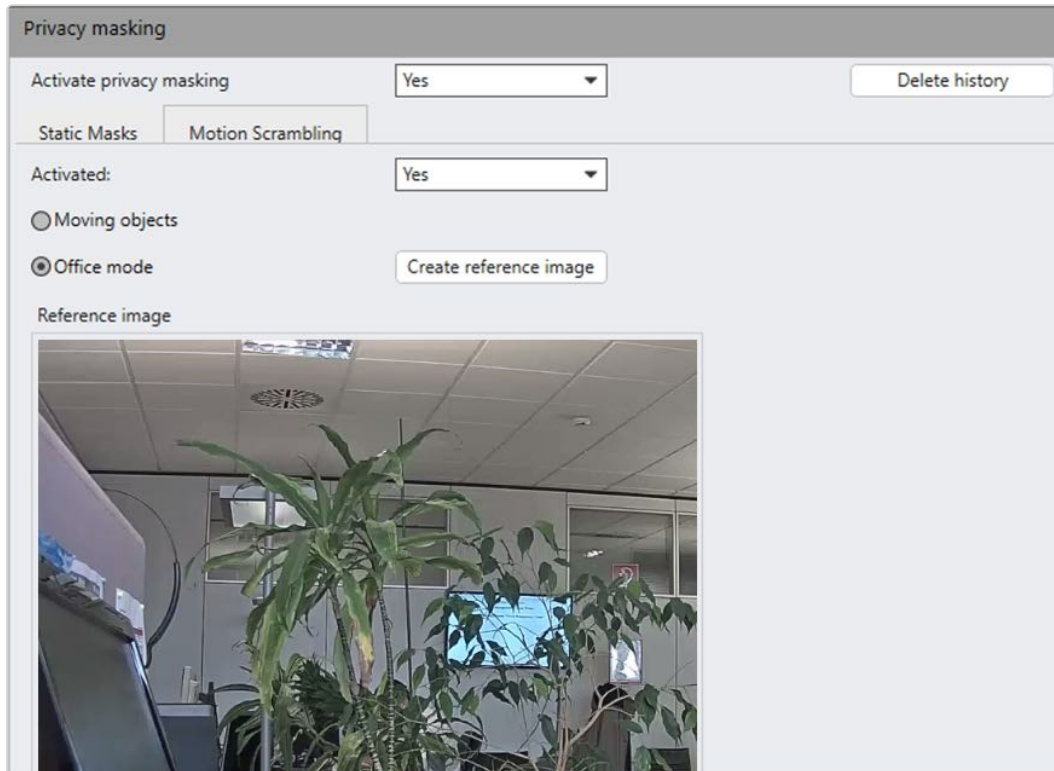 Privacy masking
Activate privacy masking Yes Delete history
Static Masks Motion Scrambling
Activated: Yes
Moving objects
Office mode Create reference image
Reference image